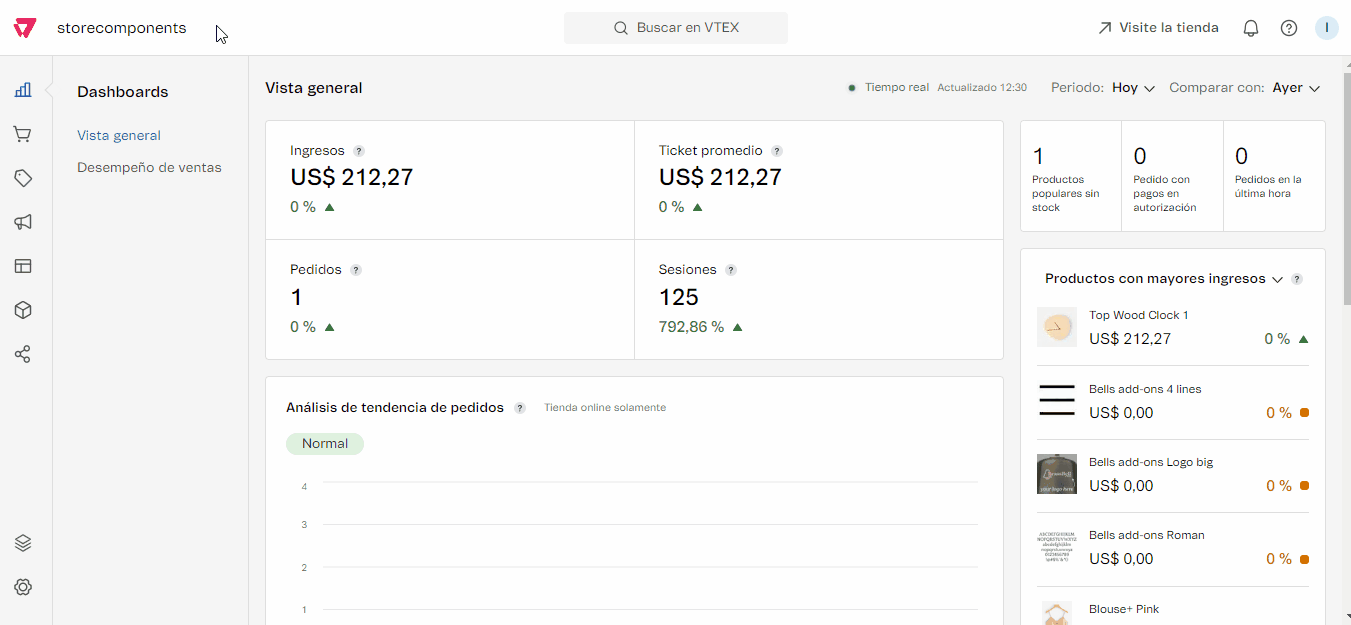 storecomponents
Buscar en VTEX
Visite la tienda
I
Dashboards
Vista general
Desempeño de ventas
Vista general
Tiempo real Actualizado 12:30
Periodo: Hoy
Comparar con: Ayer
Ingresos ?
US$ 212,27
0 %
Ticket promedio ?
US$ 212,27
0 %
Pedidos ?
1
0 %
Sesiones ?
125
792,86 %
1
Productos
populares sin
stock
0
Pedido con
pagos en
autorización
0
Pedidos en la
última hora
Análisis de tendencia de pedidos ? Tienda online solamente
Normal
4
3
2
1
Productos con mayores ingresos ?
Top Wood Clock 1
US$ 212,27 0 %
Bells add-ons 4 lines
US$ 0,00 0 %
Bells add-ons Logo big
US$ 0,00 0 %
Bells add-ons Roman
US$ 0,00 0 %
Blouse+ Pink